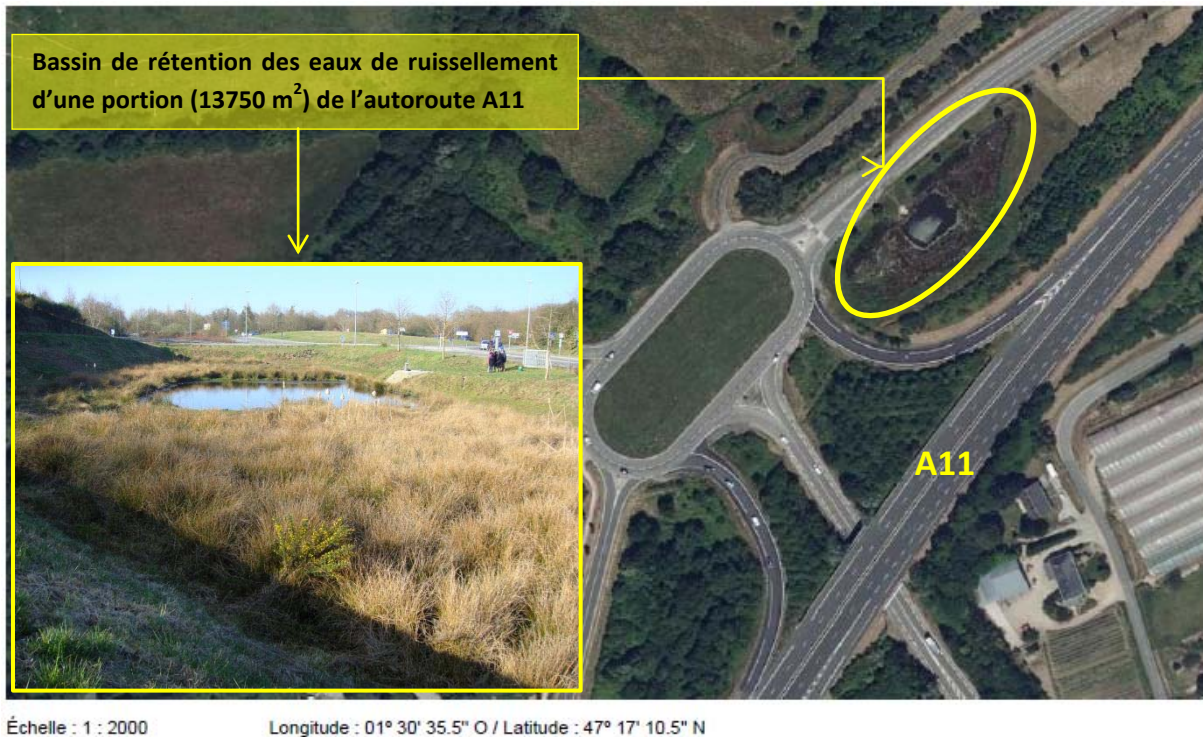 Bassin de rétention des eaux de ruissellement
d’une portion (13750 m²) de l’autoroute A11
A11
Échelle : 1 : 2000 Longitude : 01° 30' 35.5" O / Latitude : 47° 17' 10.5" N